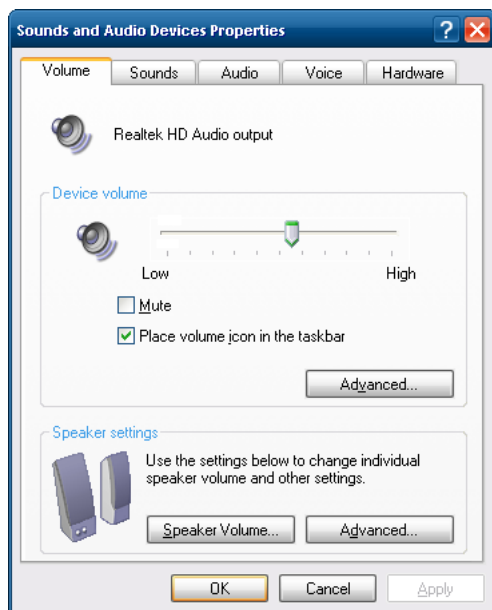 Sounds and Audio Devices Properties
Volume Sounds Audio Voice Hardware
Realtek HD Audio output
Device volume
Low High
Mute
Place volume icon in the taskbar
Advanced...
Speaker settings
Use the settings below to change individual
speaker volume and other settings.
Speaker Volume... Advanced...
OK Cancel Apply